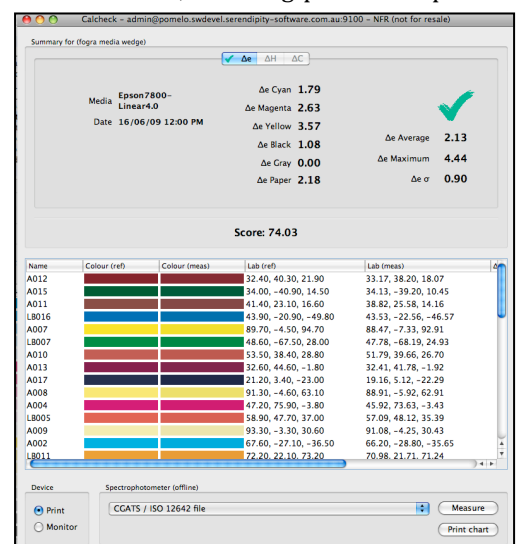 Calcheck – admin@pomelo.swdevel.serendipity-software.com.au:9100 – NFR (not for resale)
Summary for (fogra media wedge)
Δe ΔH ΔC
Media Epson7800-
Linear4.0
Date 16/06/09 12:00 PM
Δe Cyan 1.79
Δe Magenta 2.63
Δe Yellow 3.57
Δe Black 1.08
Δe Gray 0.00
Δe Paper 2.18
Δe Average 2.13
Δe Maximum 4.44
Δe σ 0.90
Score: 74.03
Name Colour (ref) Colour (meas) Lab (ref) Lab (meas)
A012 32.40, 40.30, 21.90 33.17, 38.20, 18.07
A015 34.00, -40.90, 14.50 34.13, -39.20, 10.45
A011 41.40, 23.10, 16.60 38.82, 25.58, 14.16
LB016 43.90, -20.90, -49.80 43.53, -22.56, -46.57
A007 89.70, -4.50, 94.70 88.47, -7.33, 92.91
LB007 48.60, -67.50, 28.00 47.78, -68.19, 24.93
A010 53.50, 38.40, 28.80 51.79, 39.66, 26.70
A013 32.60, 44.60, -1.80 32.41, 41.78, -1.92
A017 21.20, 3.40, -23.00 19.16, 5.12, -22.29
A008 91.30, -4.60, 63.10 88.91, -5.92, 62.91
A004 47.20, 75.90, -3.80 45.92, 73.63, -3.43
LB005 58.90, 47.70, 37.00 57.09, 48.12, 35.39
A009 93.30, -3.30, 30.60 91.08, -4.25, 30.43
A002 67.60, -27.10, -36.50 66.20, -28.80, -35.65
LB011 72.20, 22.10, 73.20 70.98, 21.71, 71.24
Device
Spectrophotometer (offline)
Print
Monitor
CGATS / ISO 12642 file
Measure
Print chart